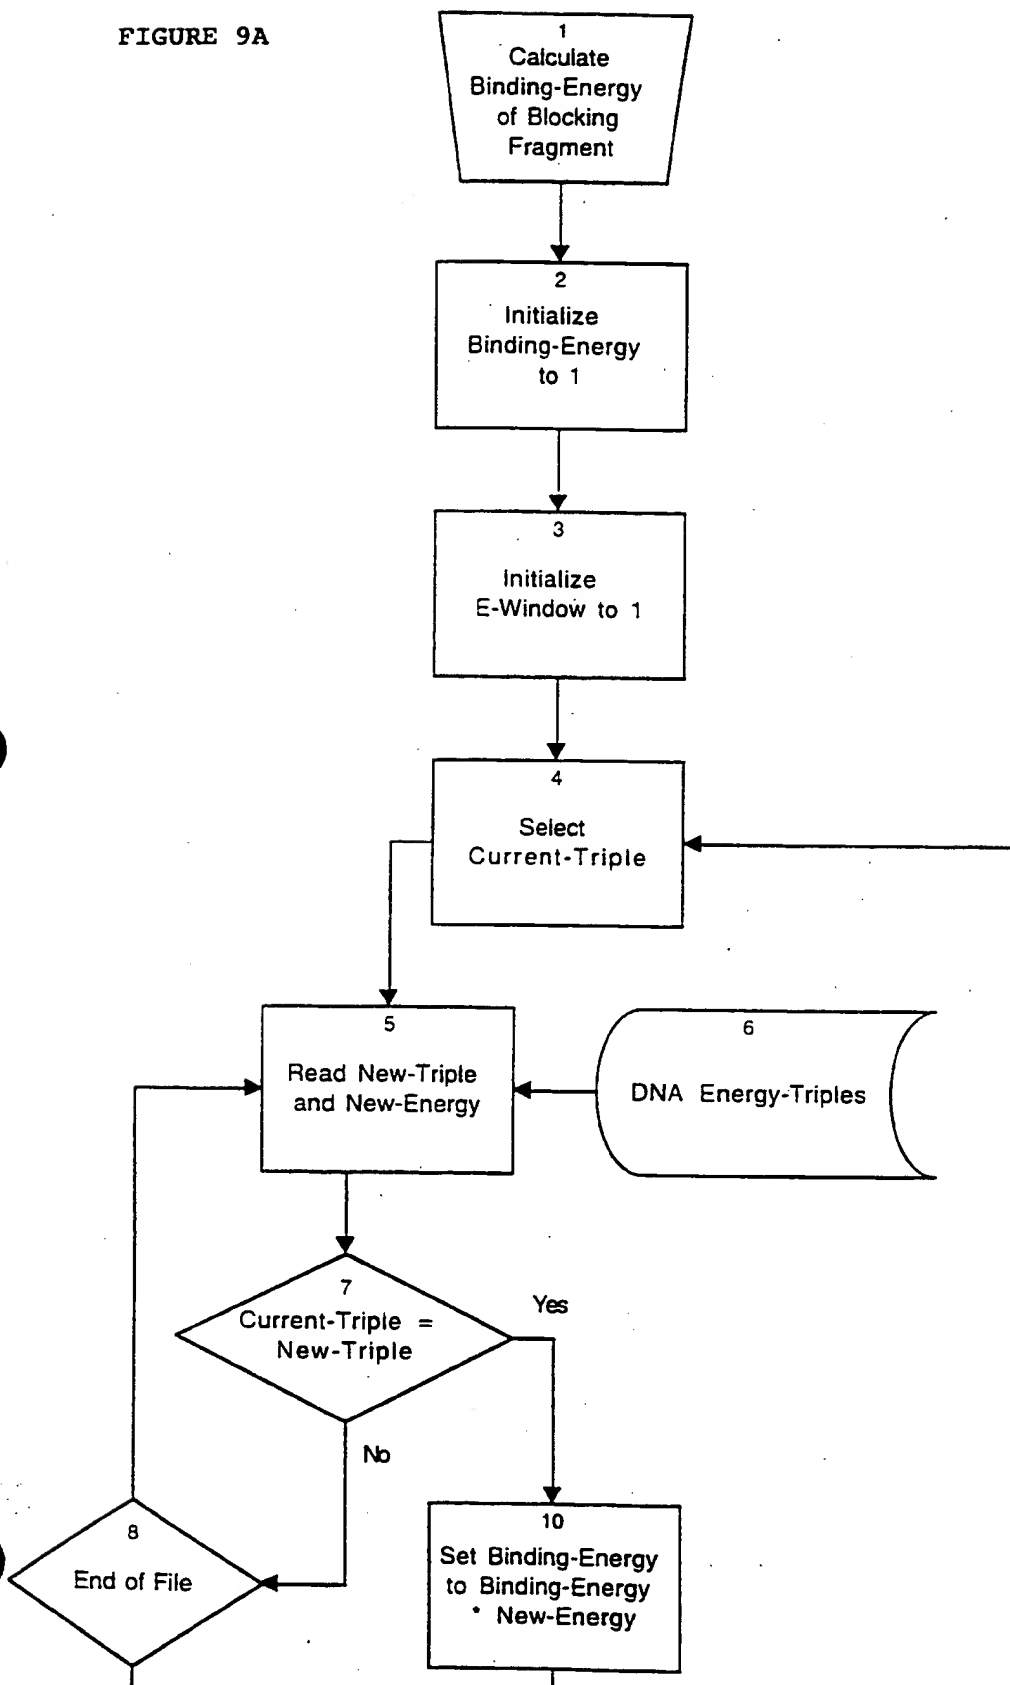 FIGURE 9A
1
Calculate
Binding-Energy
of Blocking
Fragment
2
Initialize
Binding-Energy
to 1
3
Initialize
E-Window to 1
4
Select
Current-Triple
5
Read New-Triple
and New-Energy
6
DNA Energy-Triples
7
Current-Triple =
New-Triple
Yes
No
8
End of File
10
Set Binding-Energy
to Binding-Energy
* New-Energy